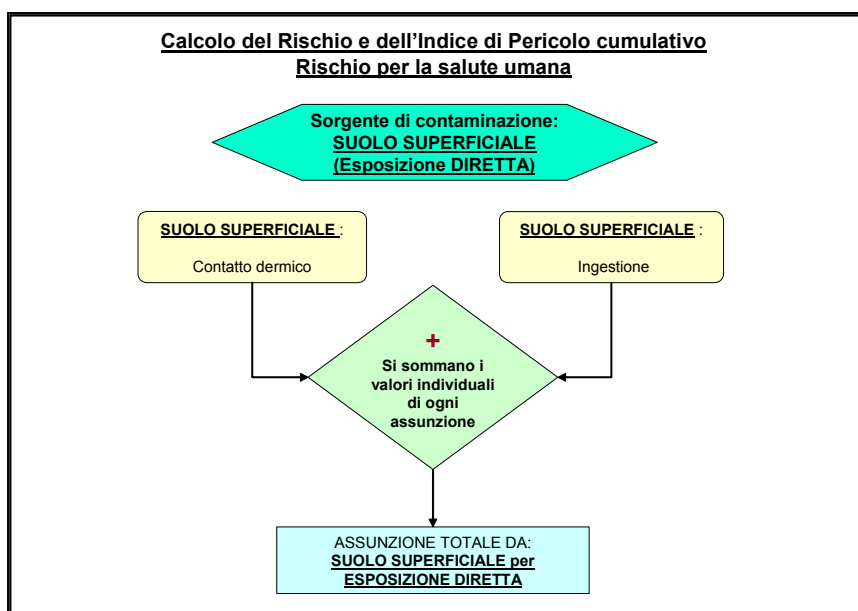 Calcolo del Rischio e dell'Indice di Pericolo cumulativo
Rischio per la salute umana
Sorgente di contaminazione:
SUOLO SUPERFICIALE
(Esposizione DIRETTA)
SUOLO SUPERFICIALE :
Contatto dermico
SUOLO SUPERFICIALE :
Ingestione
+
Si sommano i
valori individuali
di ogni
assunzione
ASSUNZIONE TOTALE DA:
SUOLO SUPERFICIALE per
ESPOSIZIONE DIRETTA